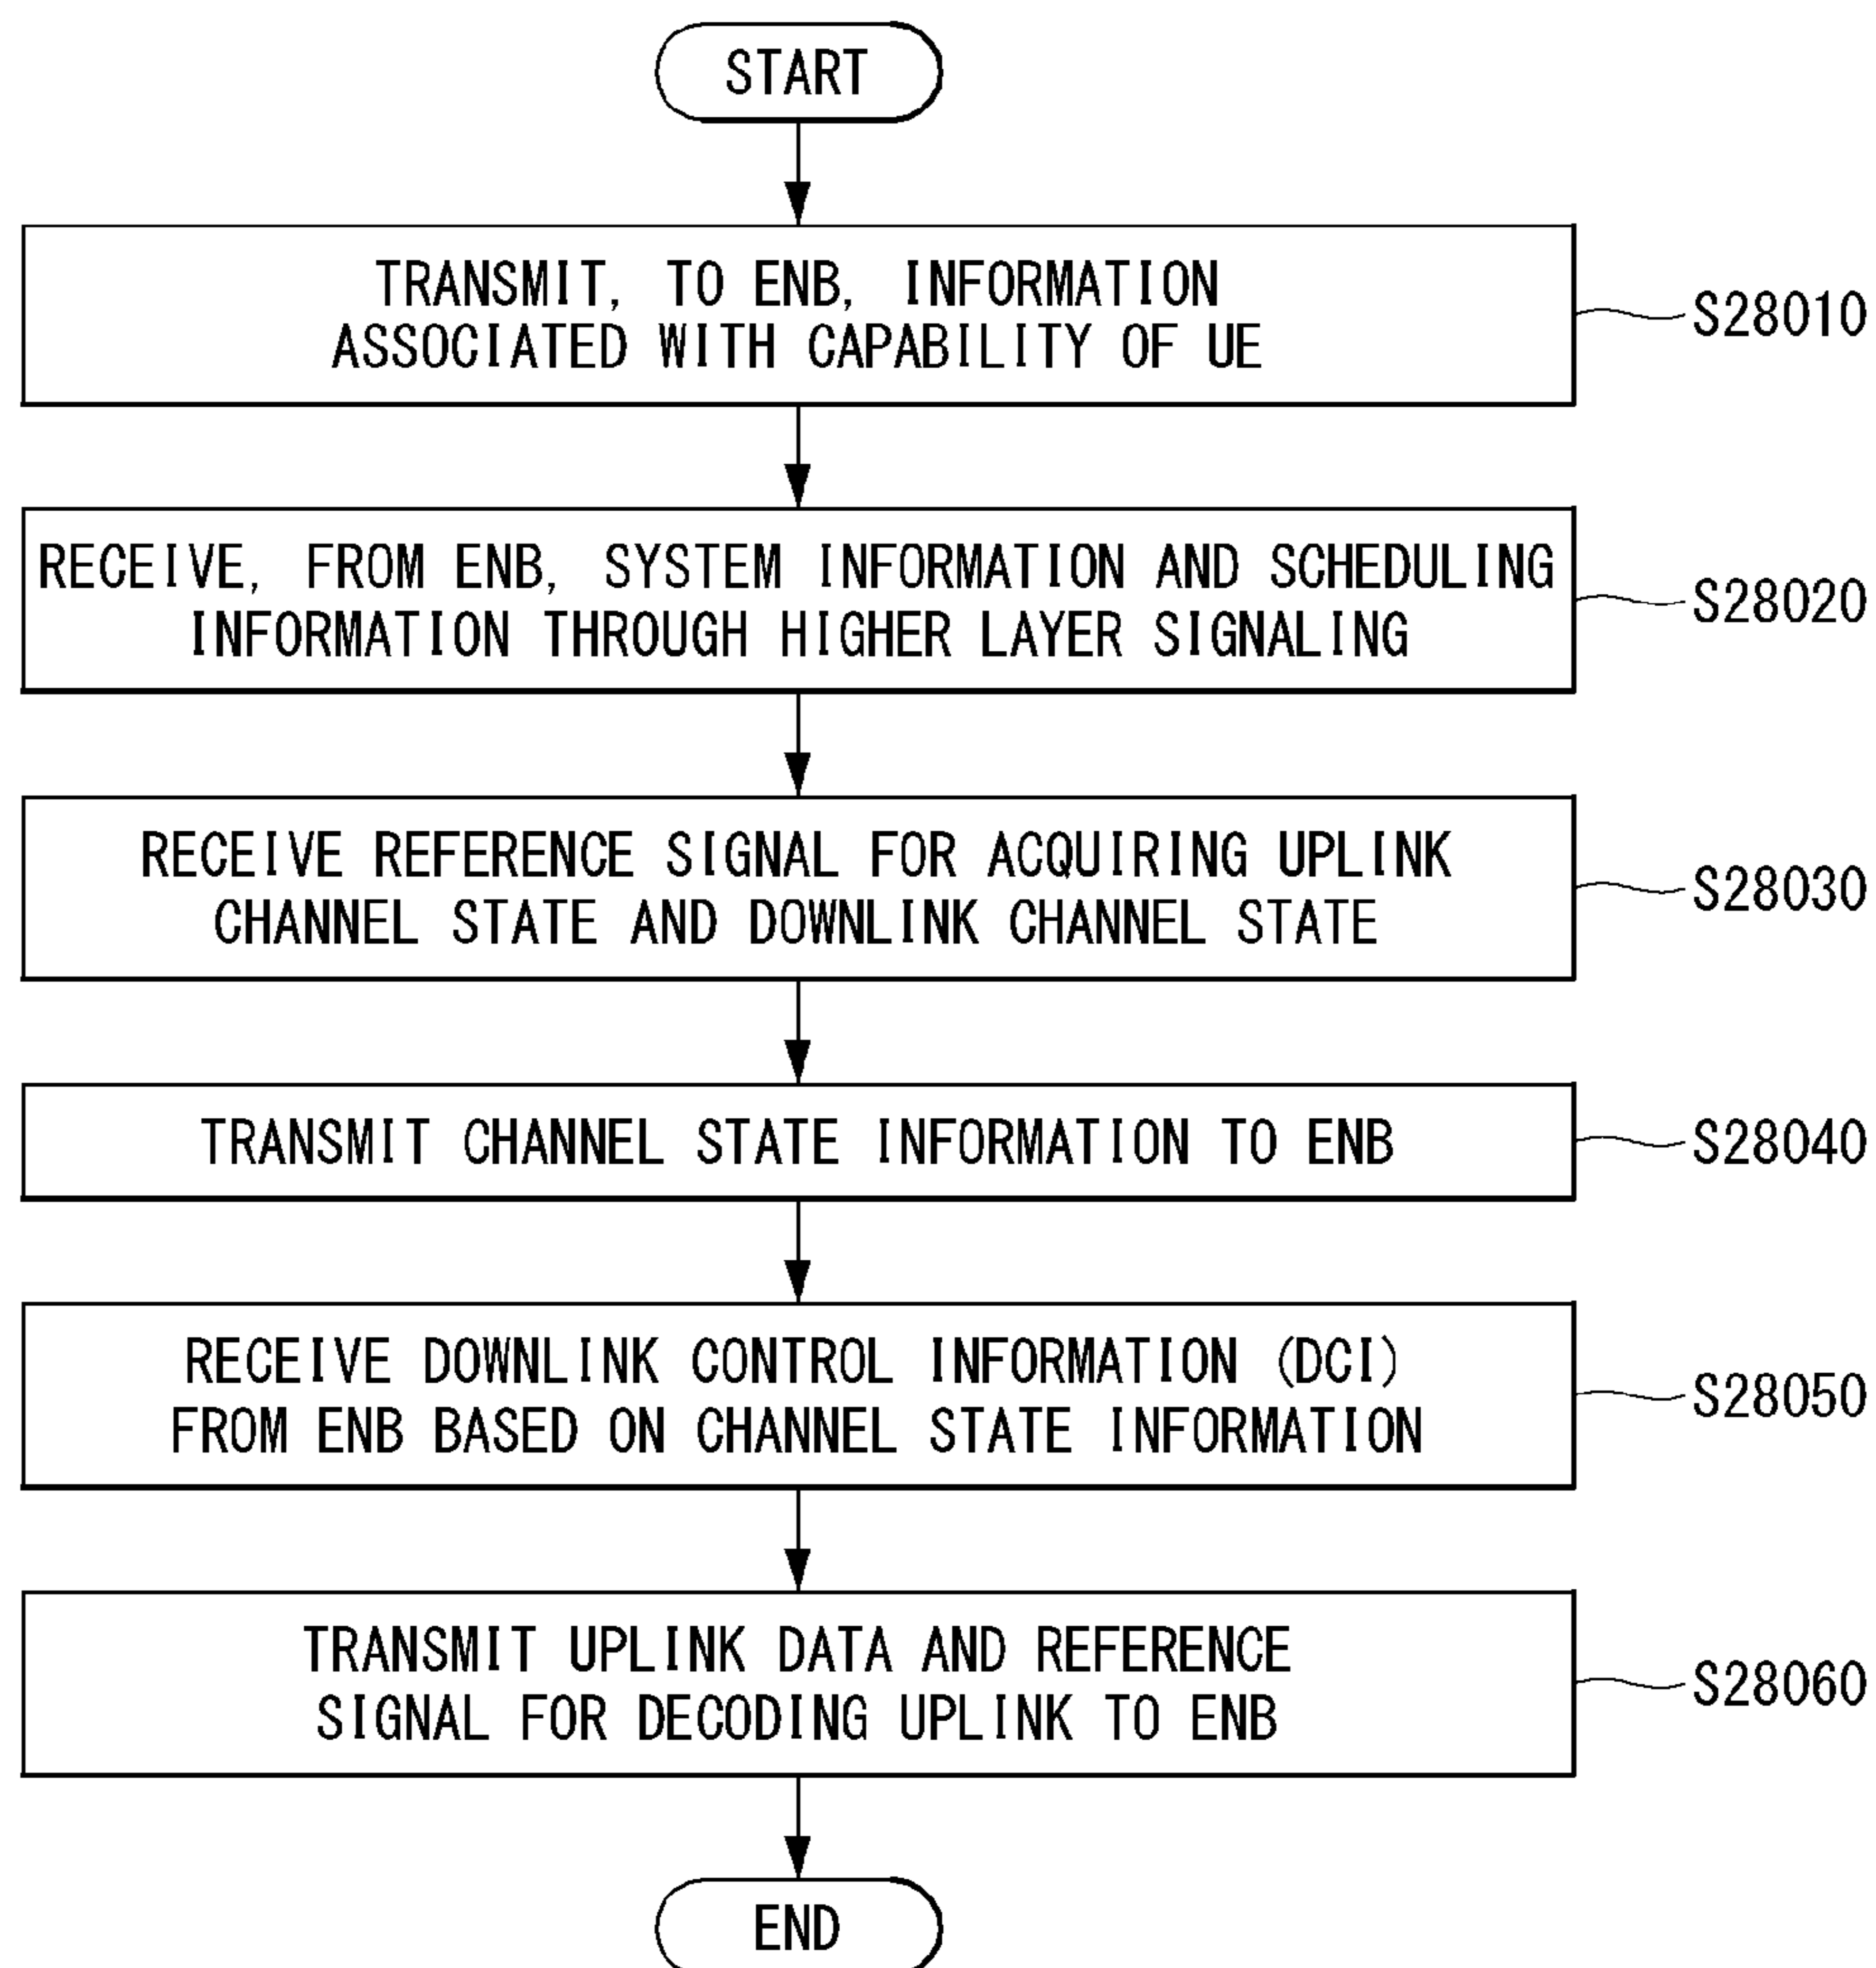 START
TRANSMIT, TO ENB, INFORMATION
ASSOCIATED WITH CAPABILITY OF UE
S28010
RECEIVE, FROM ENB, SYSTEM INFORMATION AND SCHEDULING
INFORMATION THROUGH HIGHER LAYER SIGNALING
S28020
RECEIVE REFERENCE SIGNAL FOR ACQUIRING UPLINK
CHANNEL STATE AND DOWNLINK CHANNEL STATE
S28030
TRANSMIT CHANNEL STATE INFORMATION TO ENB
S28040
RECEIVE DOWNLINK CONTROL INFORMATION (DCI)
FROM ENB BASED ON CHANNEL STATE INFORMATION
S28050
TRANSMIT UPLINK DATA AND REFERENCE
SIGNAL FOR DECODING UPLINK TO ENB
S28060
END